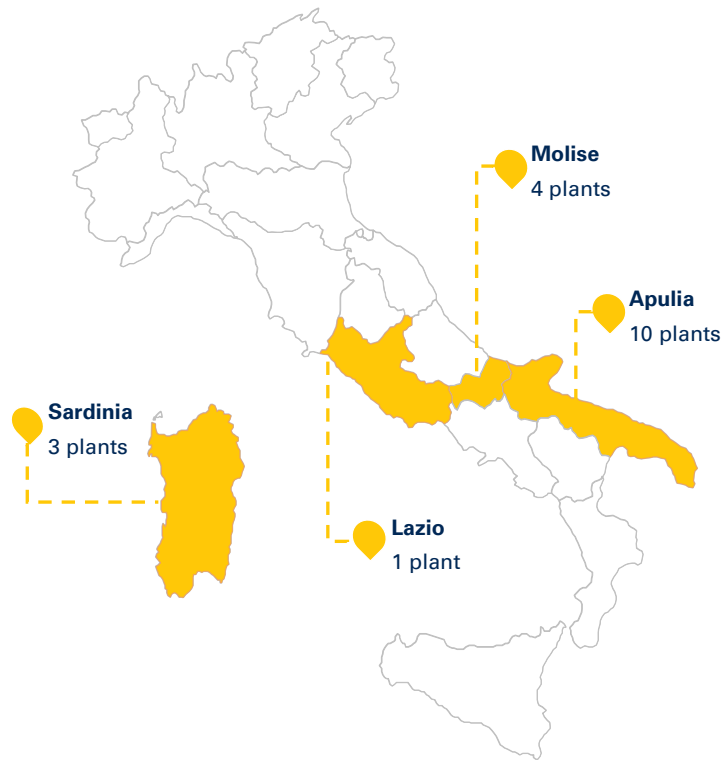 Molise
4 plants
Apulia
10 plants
Sardinia
3 plants
Lazio
1 plant